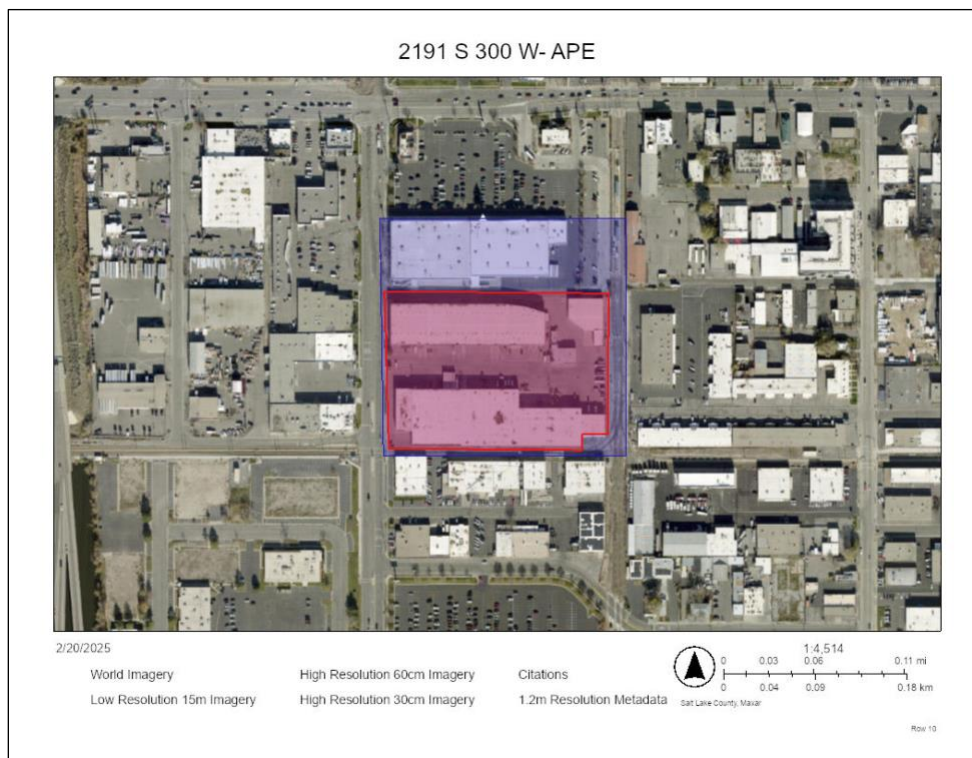 2191 S 300 W- APE
2/20/2025
World Imagery
Low Resolution 15m Imagery
High Resolution 60cm Imagery
High Resolution 30cm Imagery
Citations
1.2m Resolution Metadata
1:4,514
0 0.03 0.06 0.11 mi
0 0.04 0.09 0.18 km
Salt Lake County, Maxar
Row 10